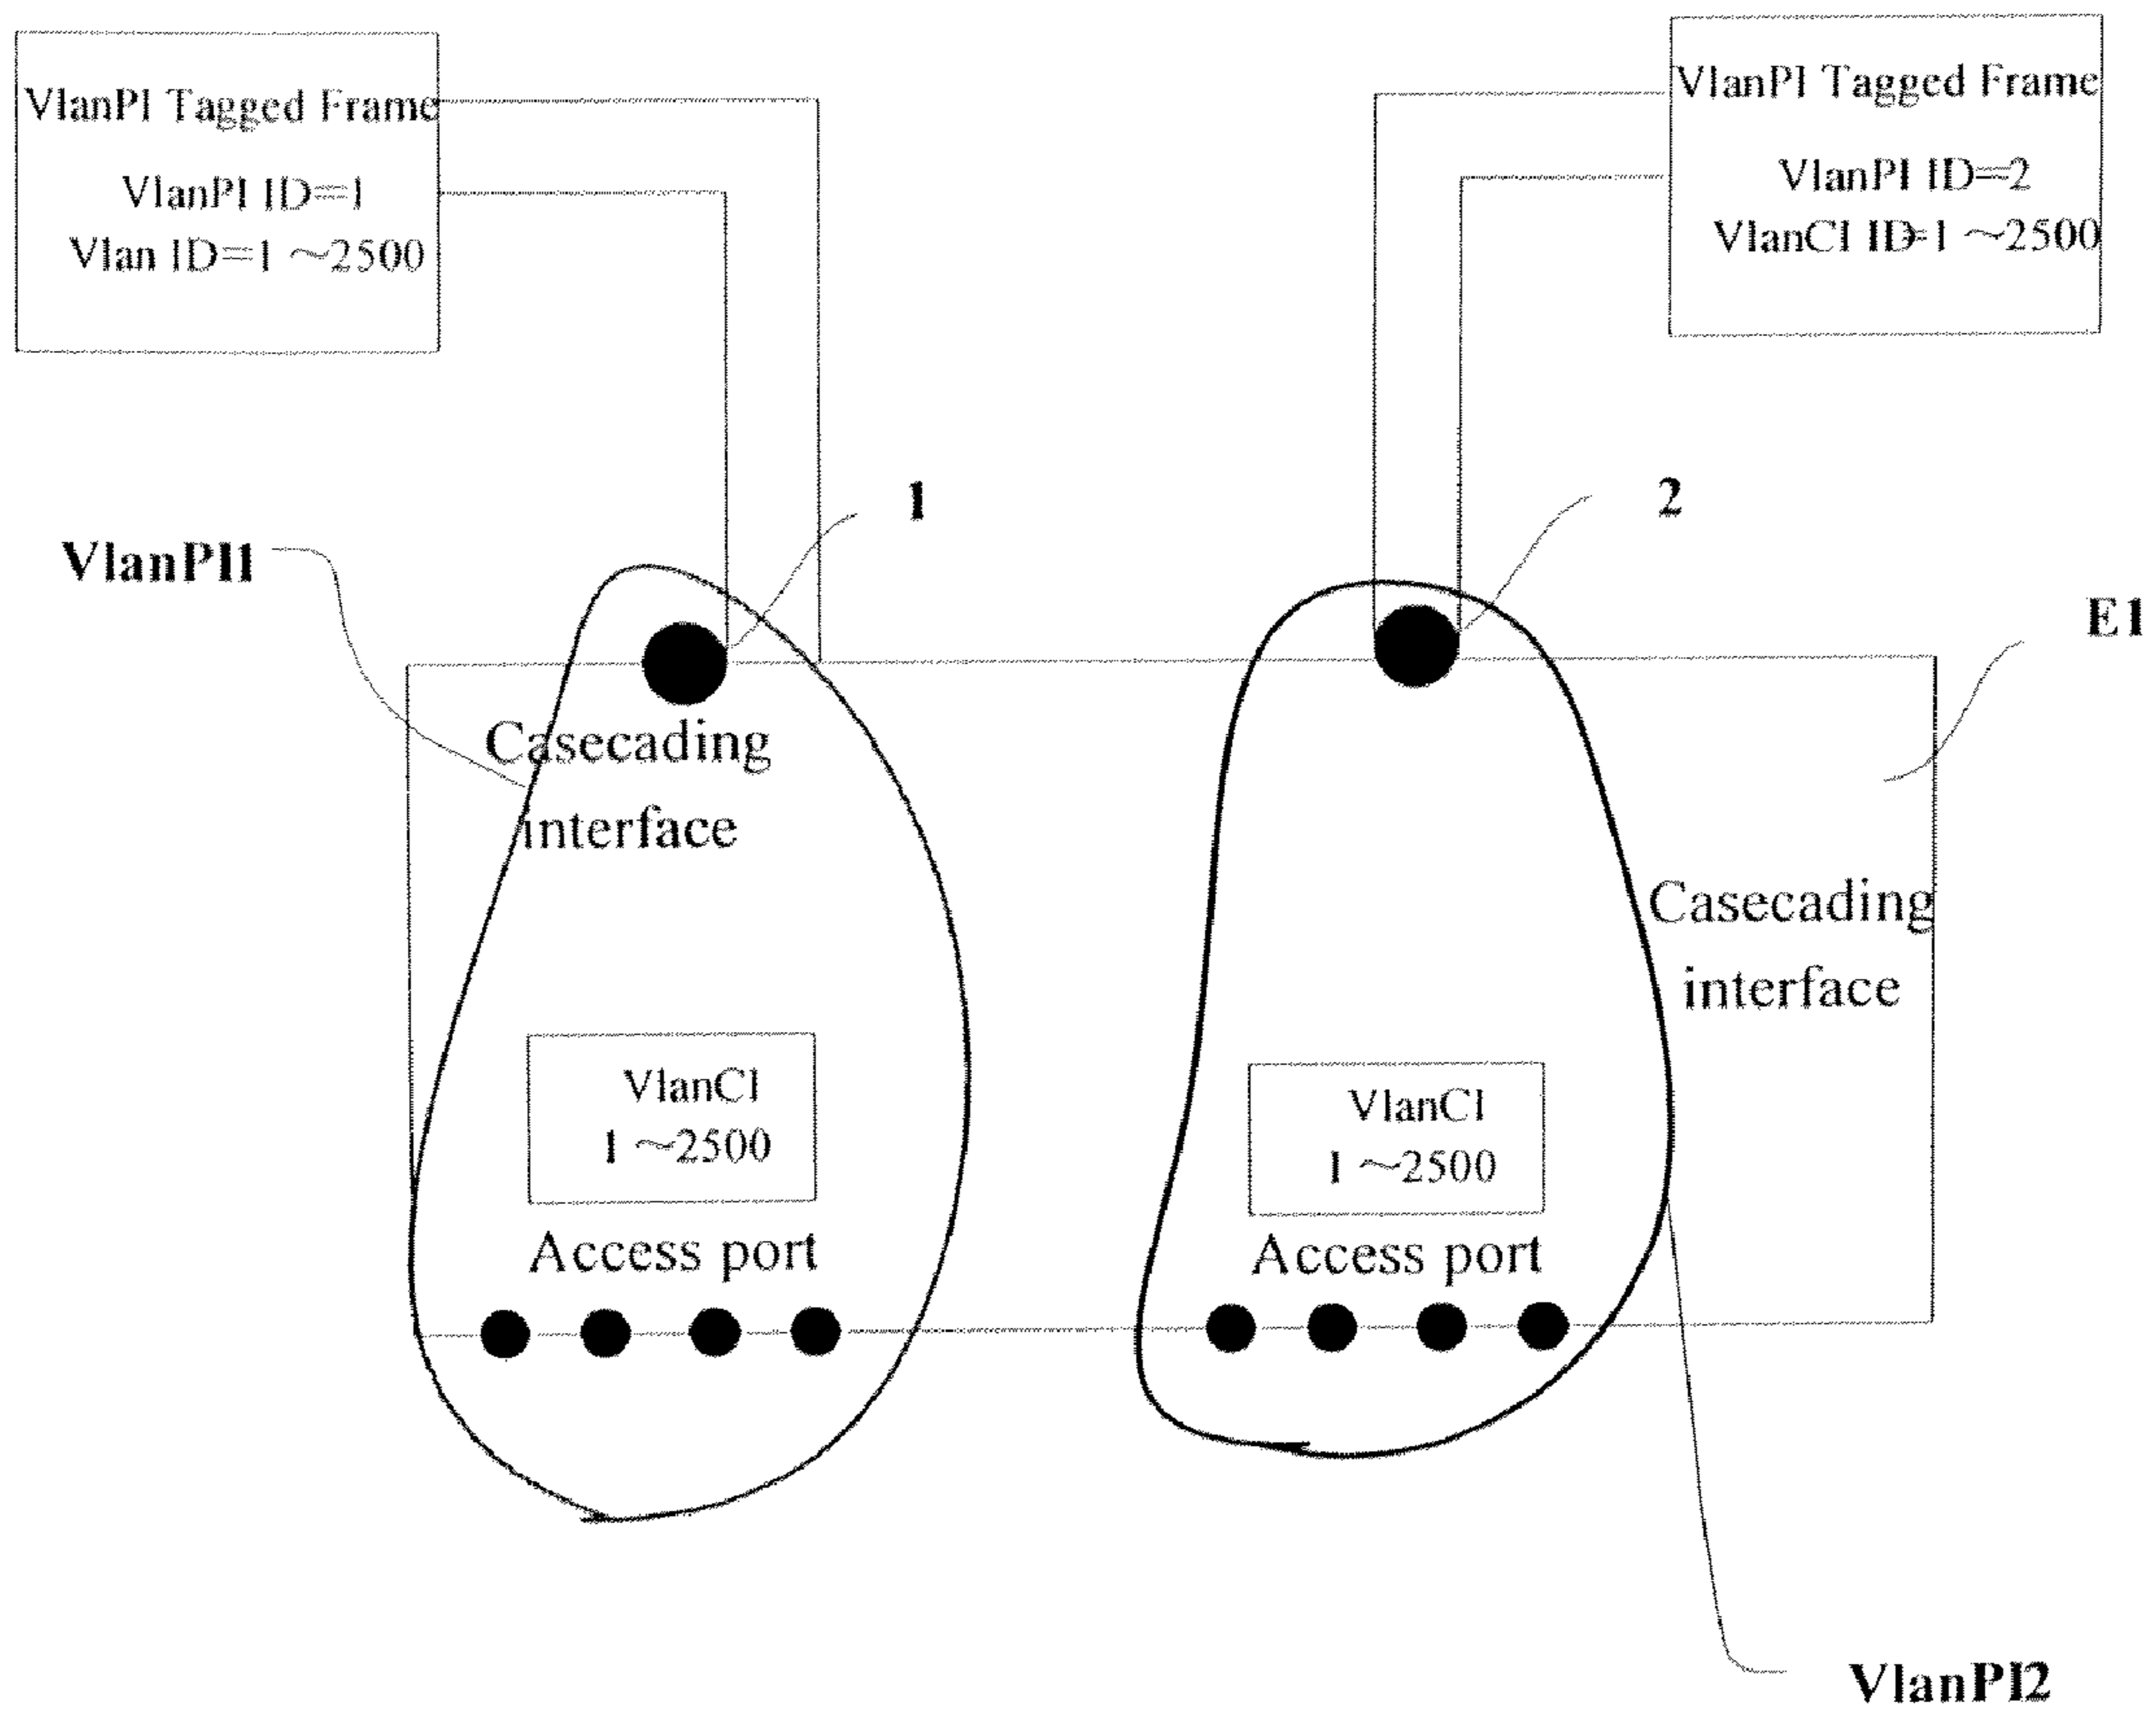 VlanPI Tagged Frame
VlanPI ID=1
Vlan ID=1 ~2500
VlanPI Tagged Frame
VlanPI ID=2
VlanCI ID=1 ~2500
1
2
VlanPI1
E1
Casecading
interface
Casecading
interface
VlanCI
1 ~2500
Access port
VlanCI
1 ~2500
Access port
VlanPI2